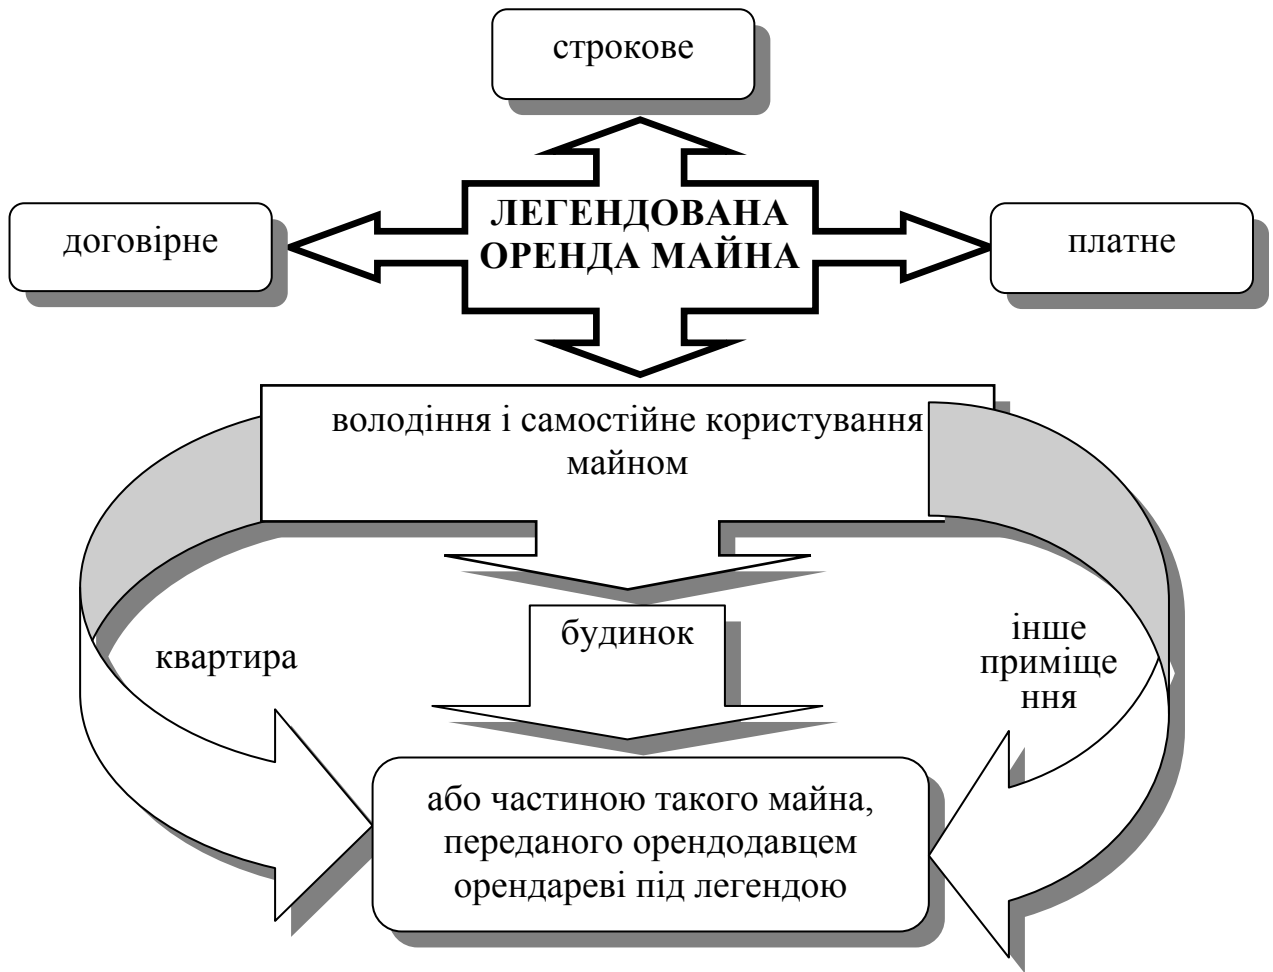 строкове
ЛЕГЕНДОВАНА
ОРЕНДА МАЙНА
договірне
платне
володіння і самостійне користування
майном
будинок
квартира
інше
приміще
ння
або частиною такого майна,
переданого орендодавцем
орендареві під легендою